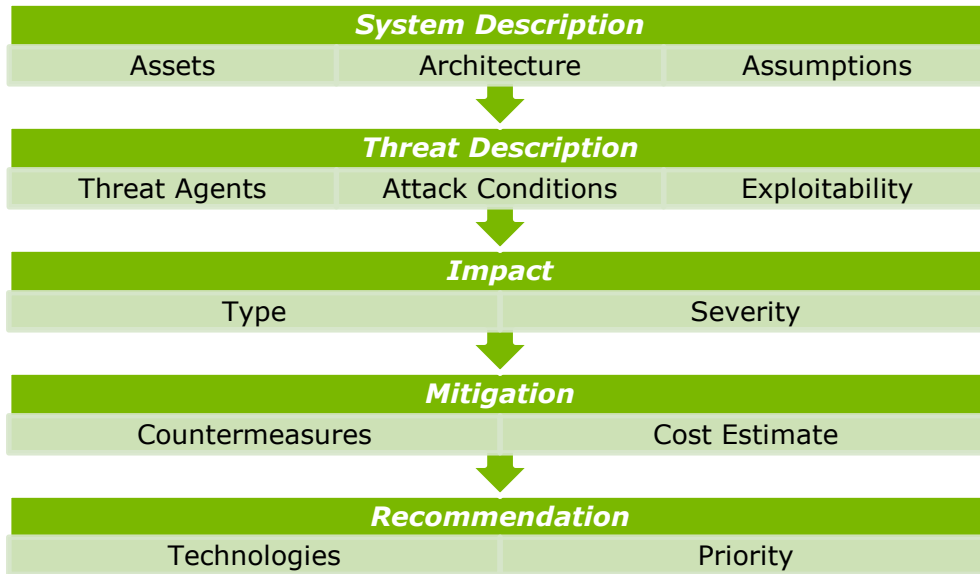 System Description
Assets Architecture Assumptions
Threat Description
Threat Agents Attack Conditions Exploitability
Impact
Type Severity
Mitigation
Countermeasures Cost Estimate
Recommendation
Technologies Priority